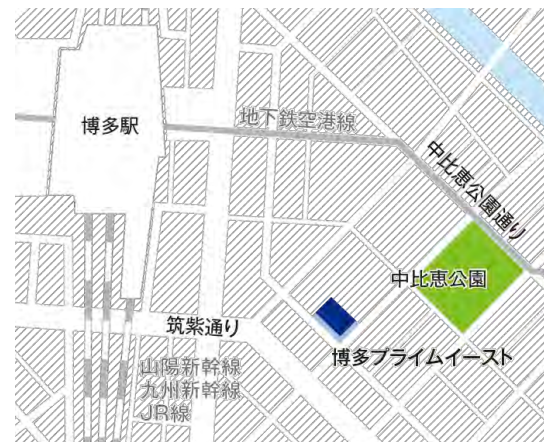 博多駅
地下鉄空港線
中比恵公園通り
中比恵公園
筑紫通り
博多プライムイースト
山陽新幹線
九州新幹線
JR線